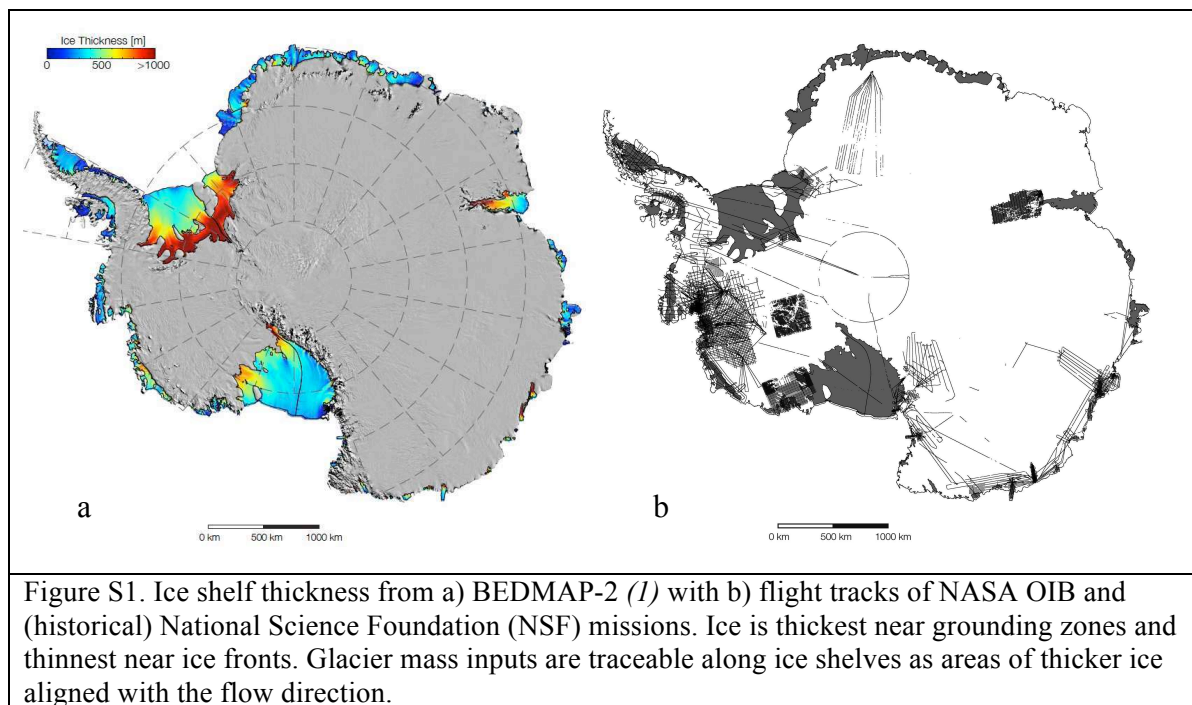 Ice Thickness [m]
0 500 >1000
a
0 km 500 km 1000 km
b
0 km 500 km 1000 km
Figure S1. Ice shelf thickness from a) BEDMAP-2 (1) with b) flight tracks of NASA OIB and
(historical) National Science Foundation (NSF) missions. Ice is thickest near grounding zones and
thinnest near ice fronts. Glacier mass inputs are traceable along ice shelves as areas of thicker ice
aligned with the flow direction.